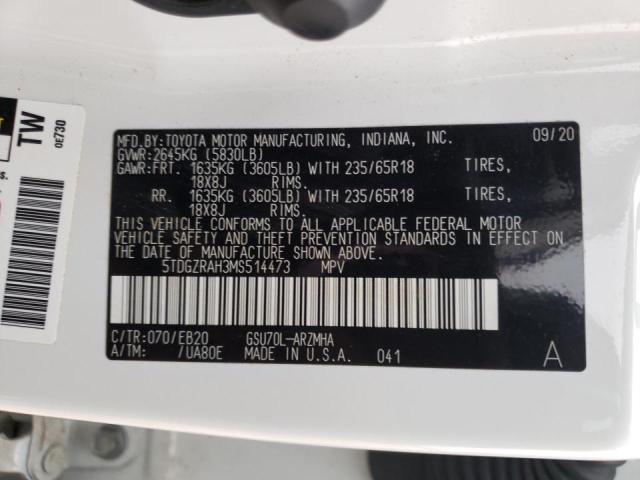 TW
0E730
MFD.BY:TOYOTA MOTOR MANUFACTURING, INDIANA, INC. 09/20
GVWR:2645KG (5830LB)
GAWR:FRT. 1635KG (3605LB) WITH 235/65R18 TIRES,
18X8J RIMS.
RR. 1635KG (3605LB) WITH 235/65R18 TIRES,
18X8J RIMS.
THIS VEHICLE CONFORMS TO ALL APPLICABLE FEDERAL MOTOR
VEHICLE SAFETY AND THEFT PREVENTION STANDARDS IN EFFECT ON
THE DATE OF MANUFACTURE SHOWN ABOVE.
5TDGZRAH3MS514473 MPV
C/TR:070/EB20 GSU70L-ARZMHA
A/TM: /UA80E MADE IN U.S.A. 041 A